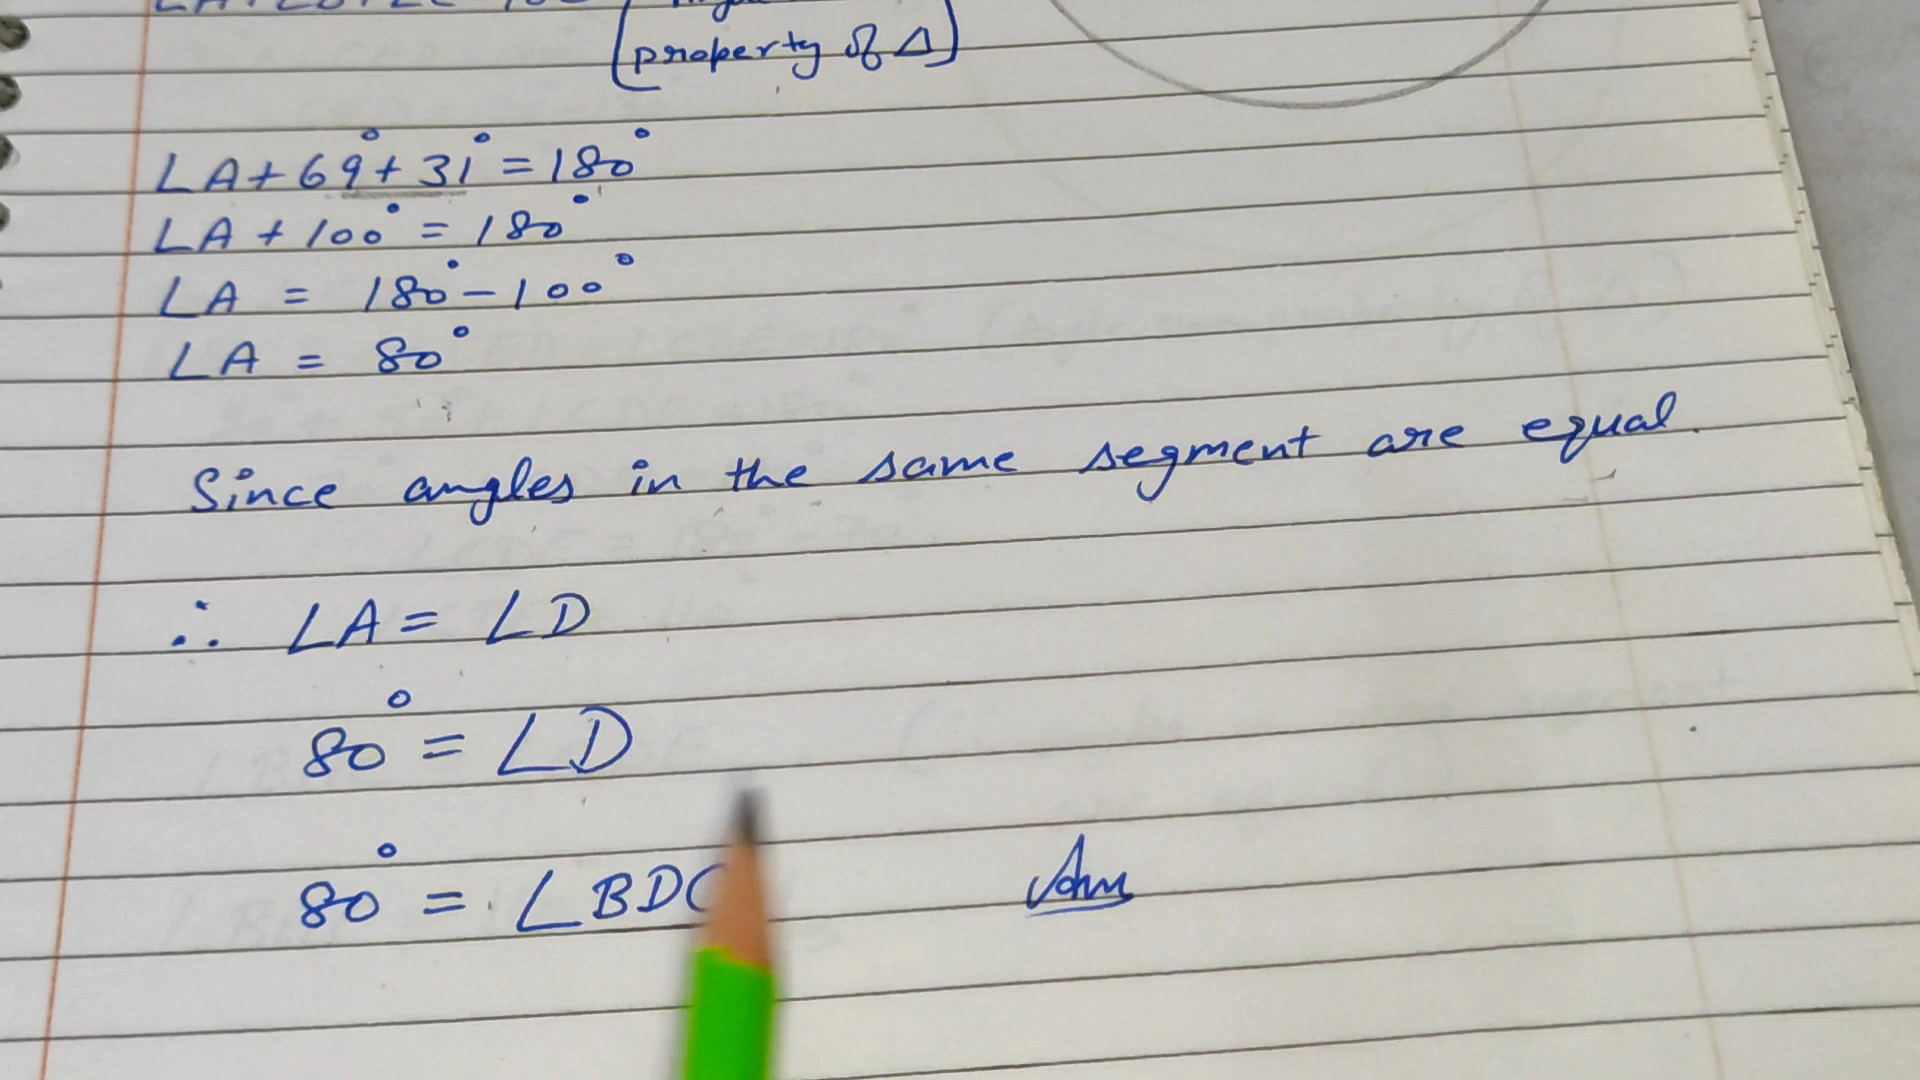 property of Δ]
∠A + 69° + 31° = 180°
∠A + 100° = 180°
∠A = 180° - 100°
∠A = 80°
Since angles in the same segment are equal.
∴ ∠A = ∠D
80° = ∠D
80° = ∠BDC Ans